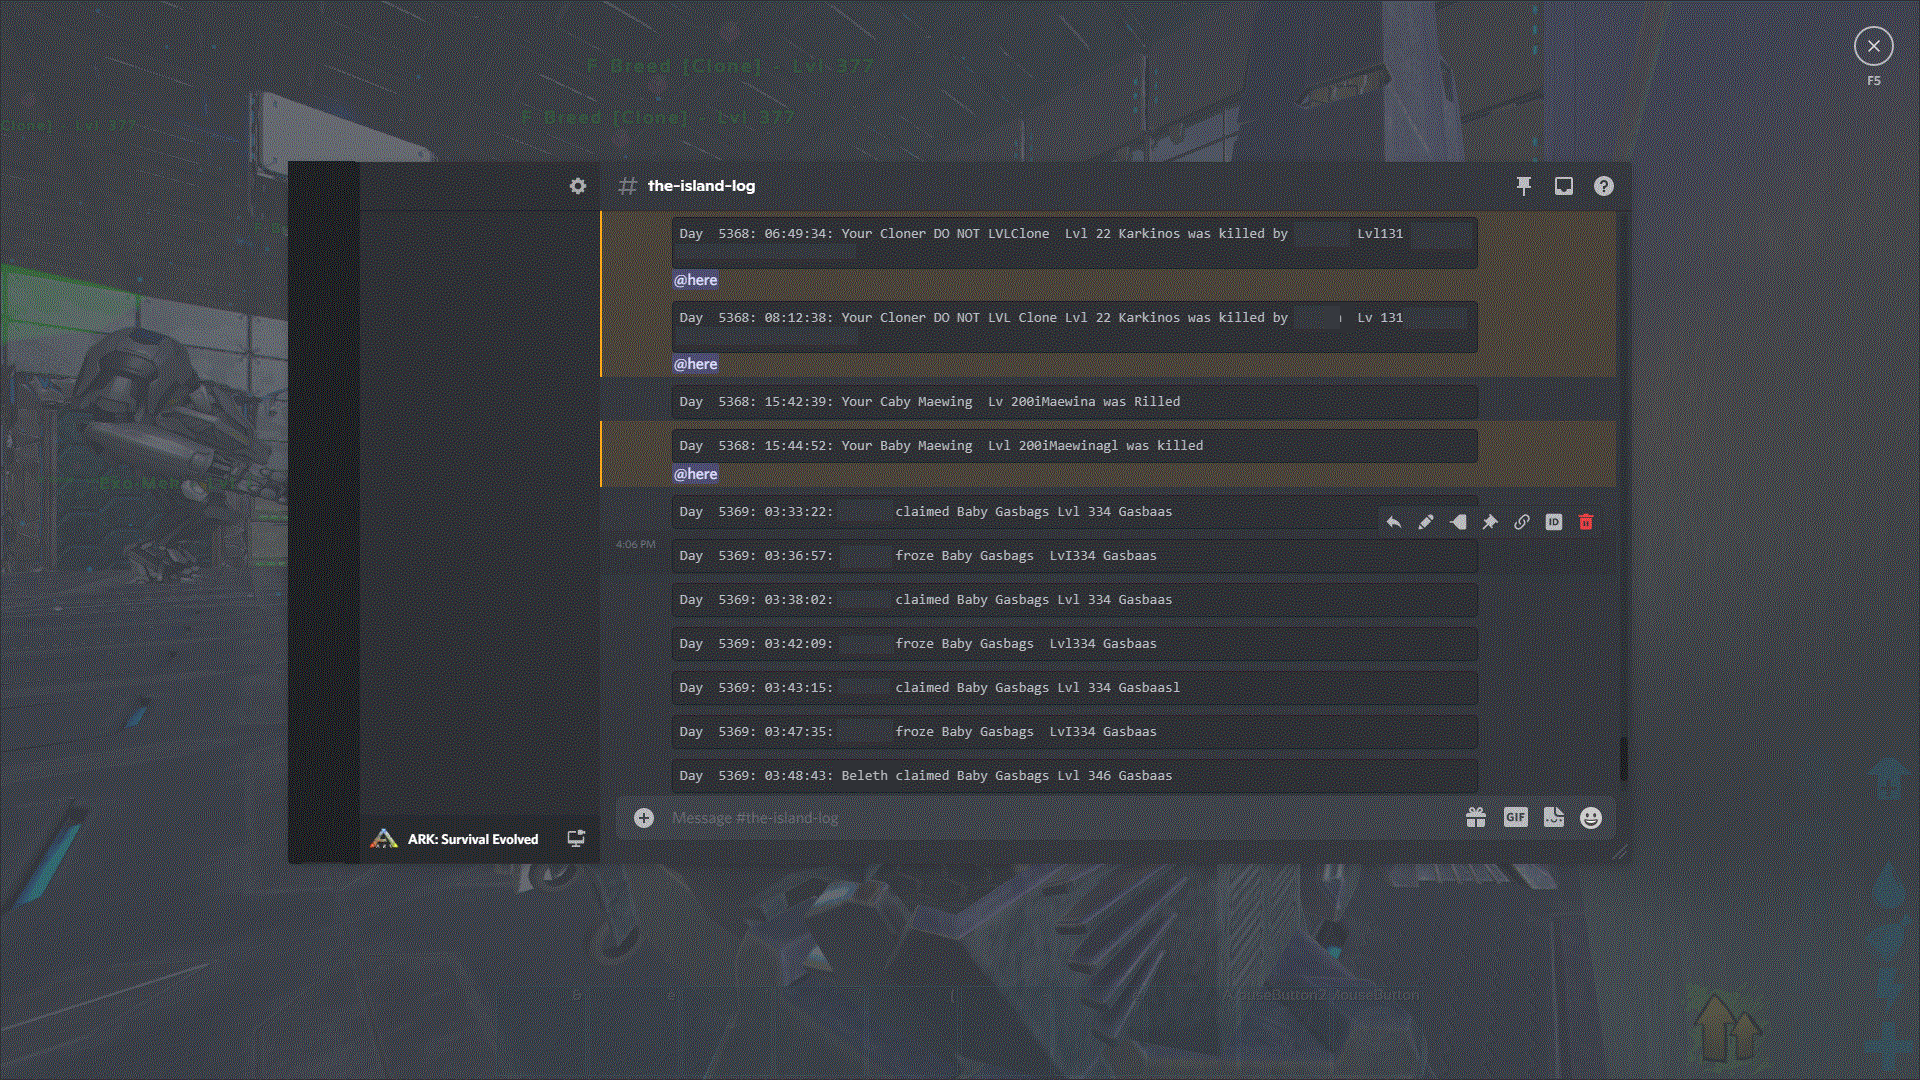 F Breed [Clone] - Lvl 377
F Breed [Clone] - Lvl 377
Clone] - Lvl 377
F5
the-island-log
Day 5368: 06:49:34: Your Cloner DO NOT LVLClone Lvl 22 Karkinos was killed by Lvl131
@here
Day 5368: 08:12:38: Your Cloner DO NOT LVL Clone Lvl 22 Karkinos was killed by Lv 131
@here
Day 5368: 15:42:39: Your Caby Maewing Lv 200iMaewina was Rilled
Day 5368: 15:44:52: Your Baby Maewing Lvl 200iMaewinagl was killed
@here
Day 5369: 03:33:22: claimed Baby Gasbags Lvl 334 Gasbaas
4:06 PM
Day 5369: 03:36:57: froze Baby Gasbags LvI334 Gasbaas
Day 5369: 03:38:02: claimed Baby Gasbags Lvl 334 Gasbaas
Day 5369: 03:42:09: froze Baby Gasbags Lvl334 Gasbaas
Day 5369: 03:43:15: claimed Baby Gasbags Lvl 334 Gasbaasl
Day 5369: 03:47:35: froze Baby Gasbags LvI334 Gasbaas
Day 5369: 03:48:43: Beleth claimed Baby Gasbags Lvl 346 Gasbaas
ID
Message #the-island-log
GIF
ARK: Survival Evolved